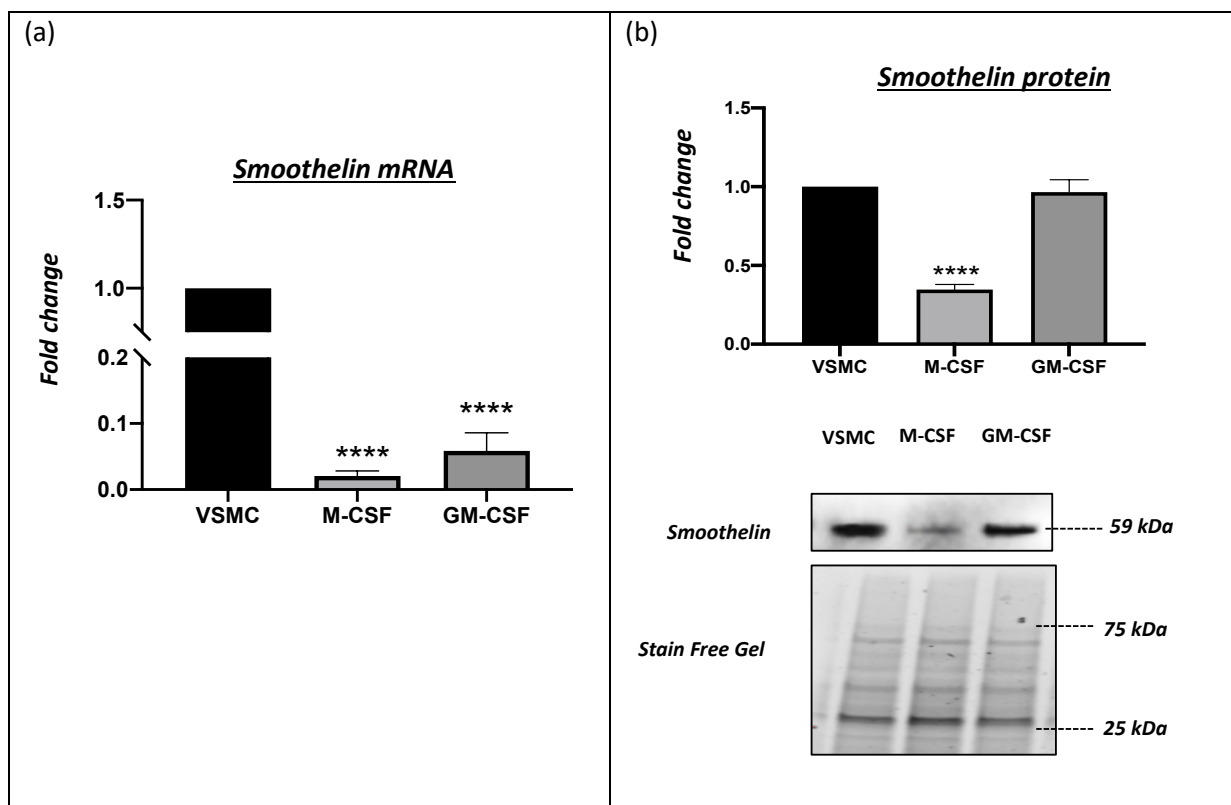 (a)
Smoothelin mRNA
Fold change
1.5
1.0
0.2
0.1
0.0
****
****
VSMC M-CSF GM-CSF
(b)
Smoothelin protein
Fold change
1.5
1.0
0.5
0.0
****
VSMC M-CSF GM-CSF
VSMC M-CSF GM-CSF
Smoothelin
59 kDa
75 kDa
Stain Free Gel
25 kDa